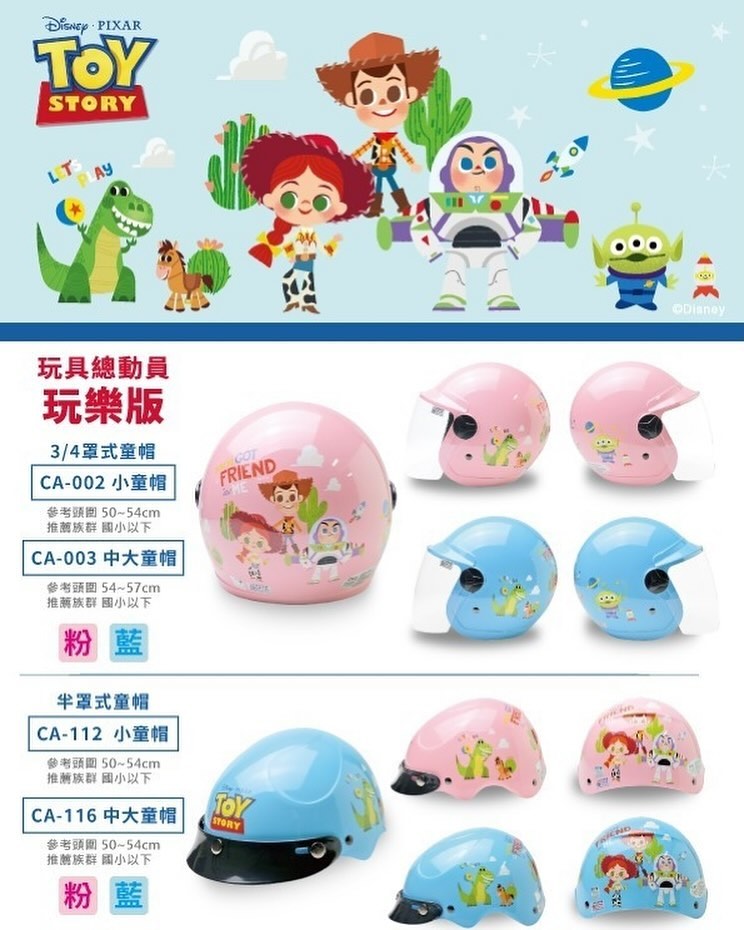 Disney · PIXAR
TOY
STORY
LET'S PLAY
©Disney
玩具總動員
玩樂版
3/4罩式童帽
CA-002 小童帽
參考頭圍 50~54cm
推薦族群 國小以下
CA-003 中大童帽
參考頭圍 54~57cm
推薦族群 國小以下
粉 藍
GOT
FRIEND
半罩式童帽
CA-112 小童帽
參考頭圍 50~54cm
推薦族群 國小以下
CA-116 中大童帽
參考頭圍 50~54cm
推薦族群 國小以下
粉 藍
TOY
STORY
FRIEND
FRIEND